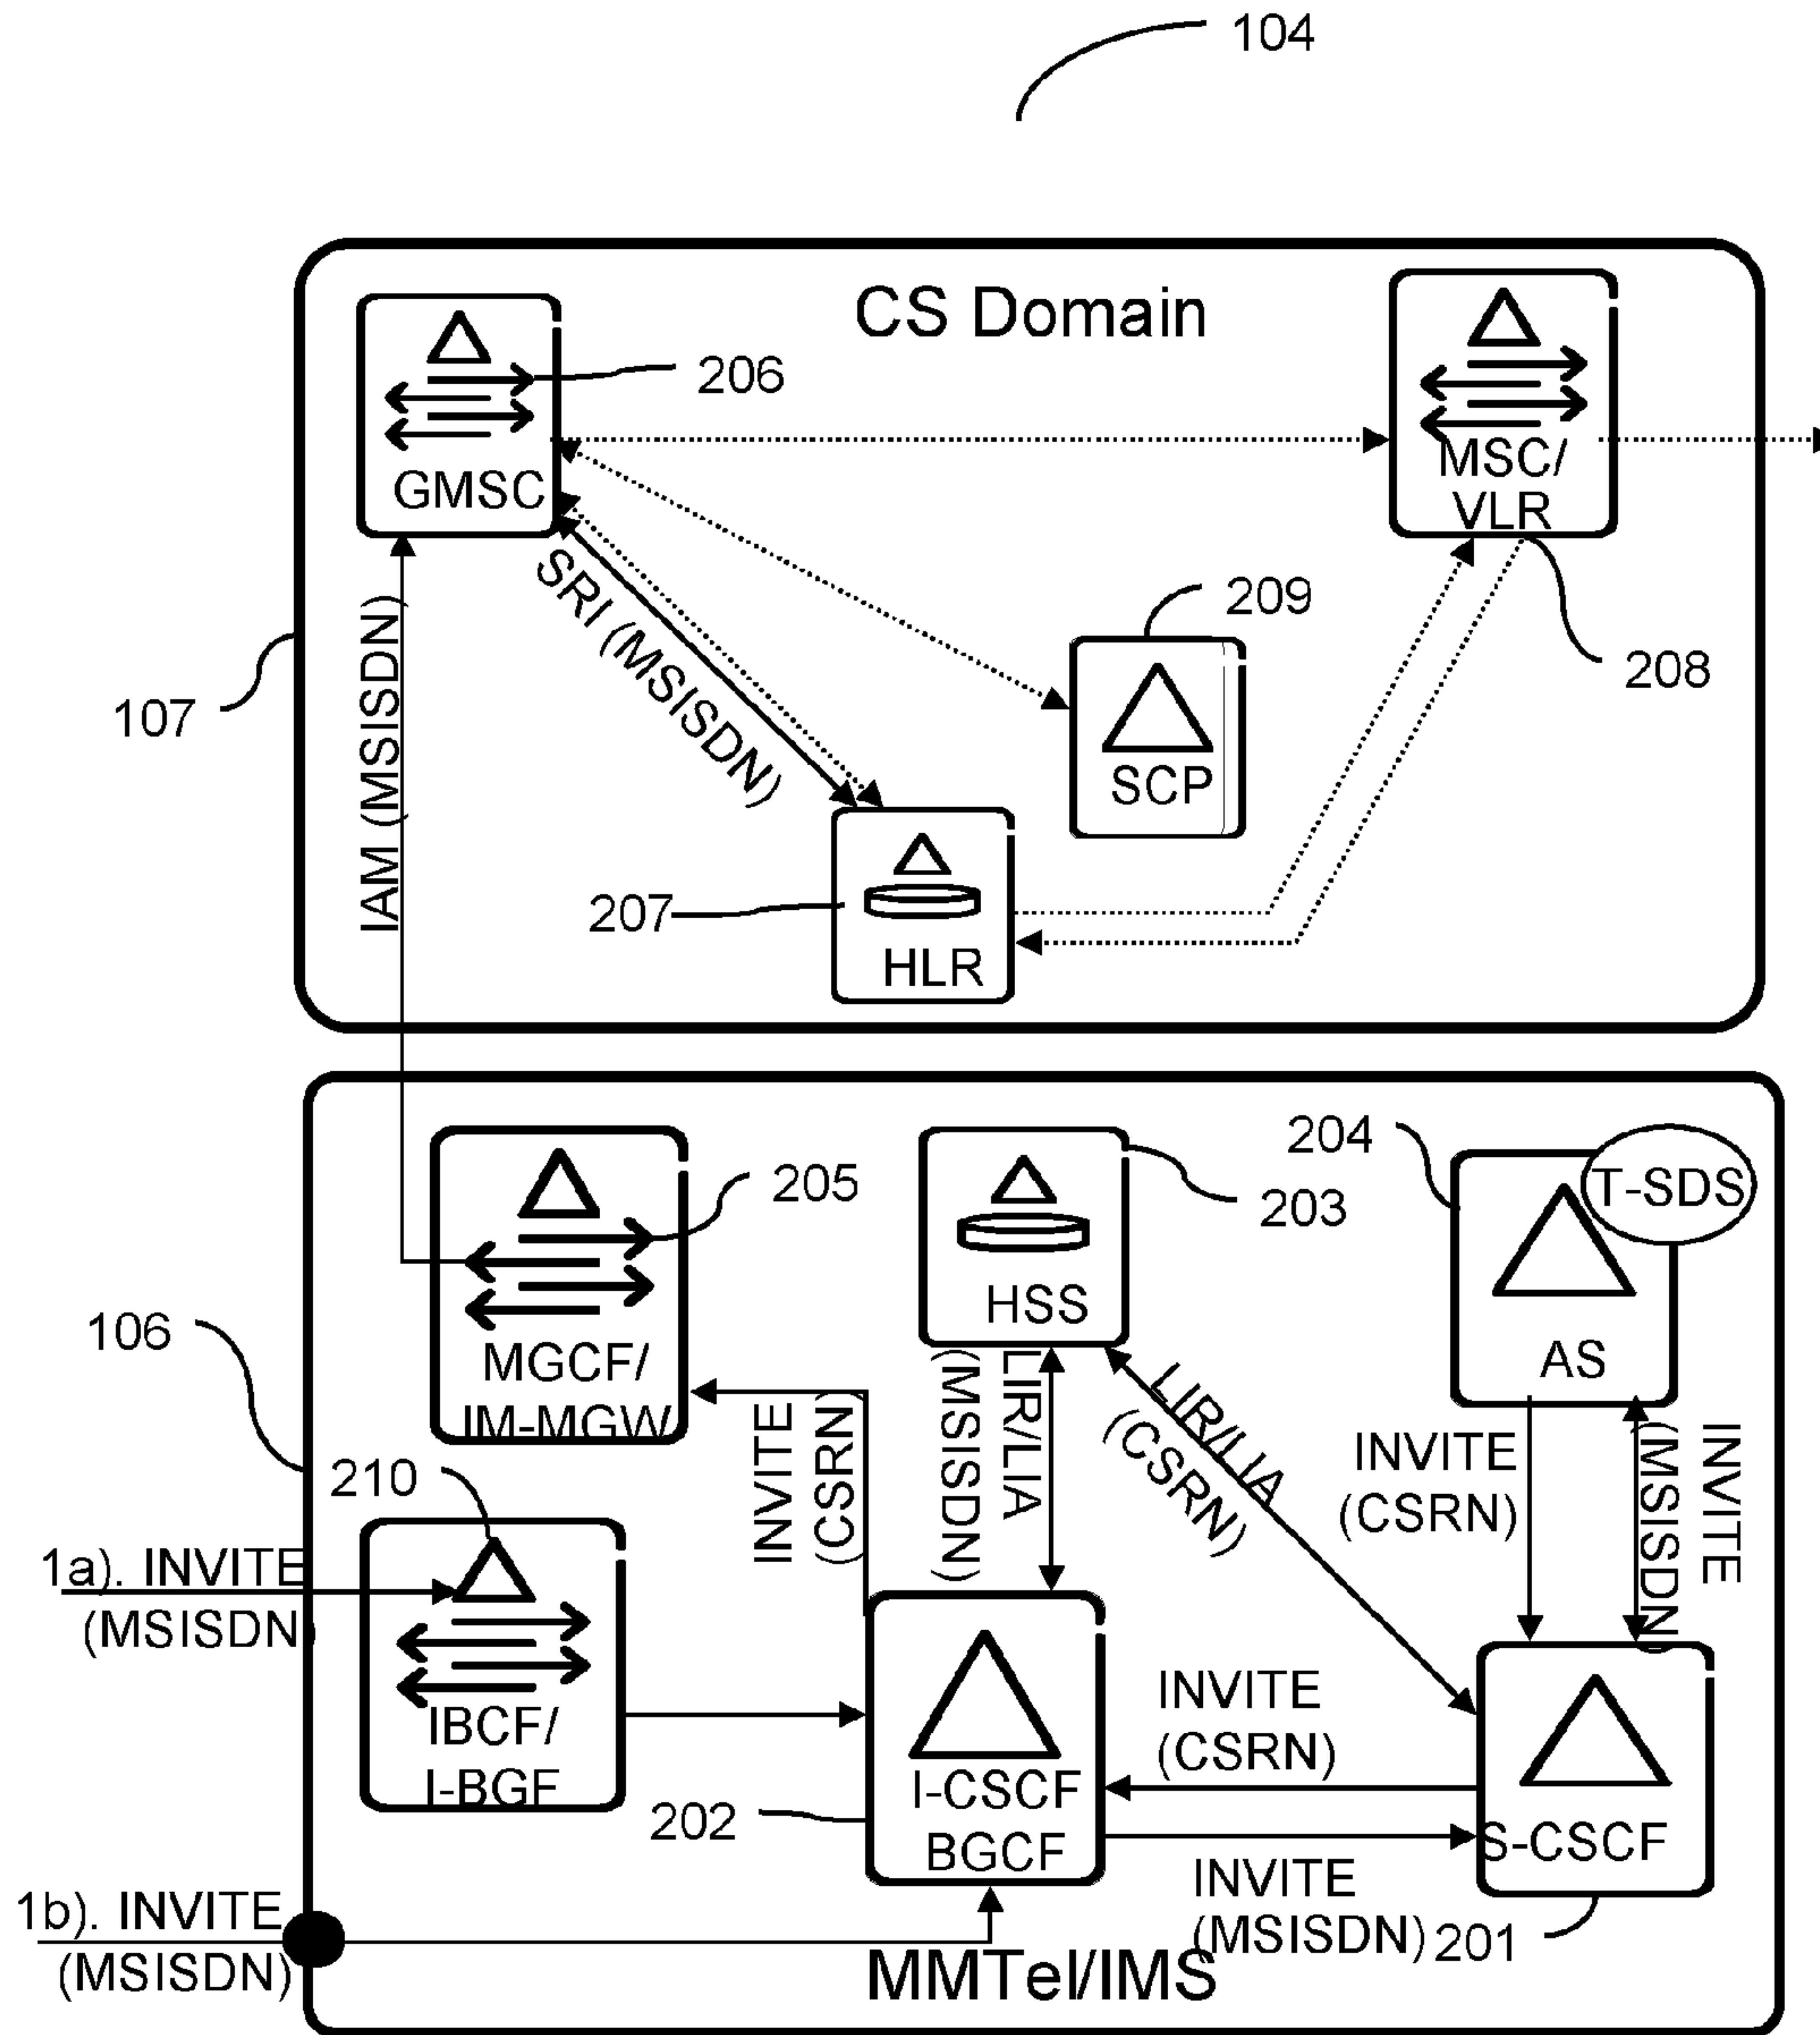 104
CS Domain
206
GMSC
MSC/
VLR
SRI (MSISDN)
209
208
IAM (MSISDN)
107
SCP
207
HLR
204
T-SDS
205
203
HSS
106
MGCF/
IM-MGW
AS
LIR/LIA
(MSISDN)
LIR/LIA
(CSRN)
INVITE
(CSRN)
INVITE
(CSRN)
INVITE
(MSISDN)
210
1a). INVITE
(MSISDN)
IBCF/
I-BGF
INVITE
(CSRN)
I-CSCF
BGCF
202
S-CSCF
INVITE
(MSISDN)
201
1b). INVITE
(MSISDN)
MMTel/IMS